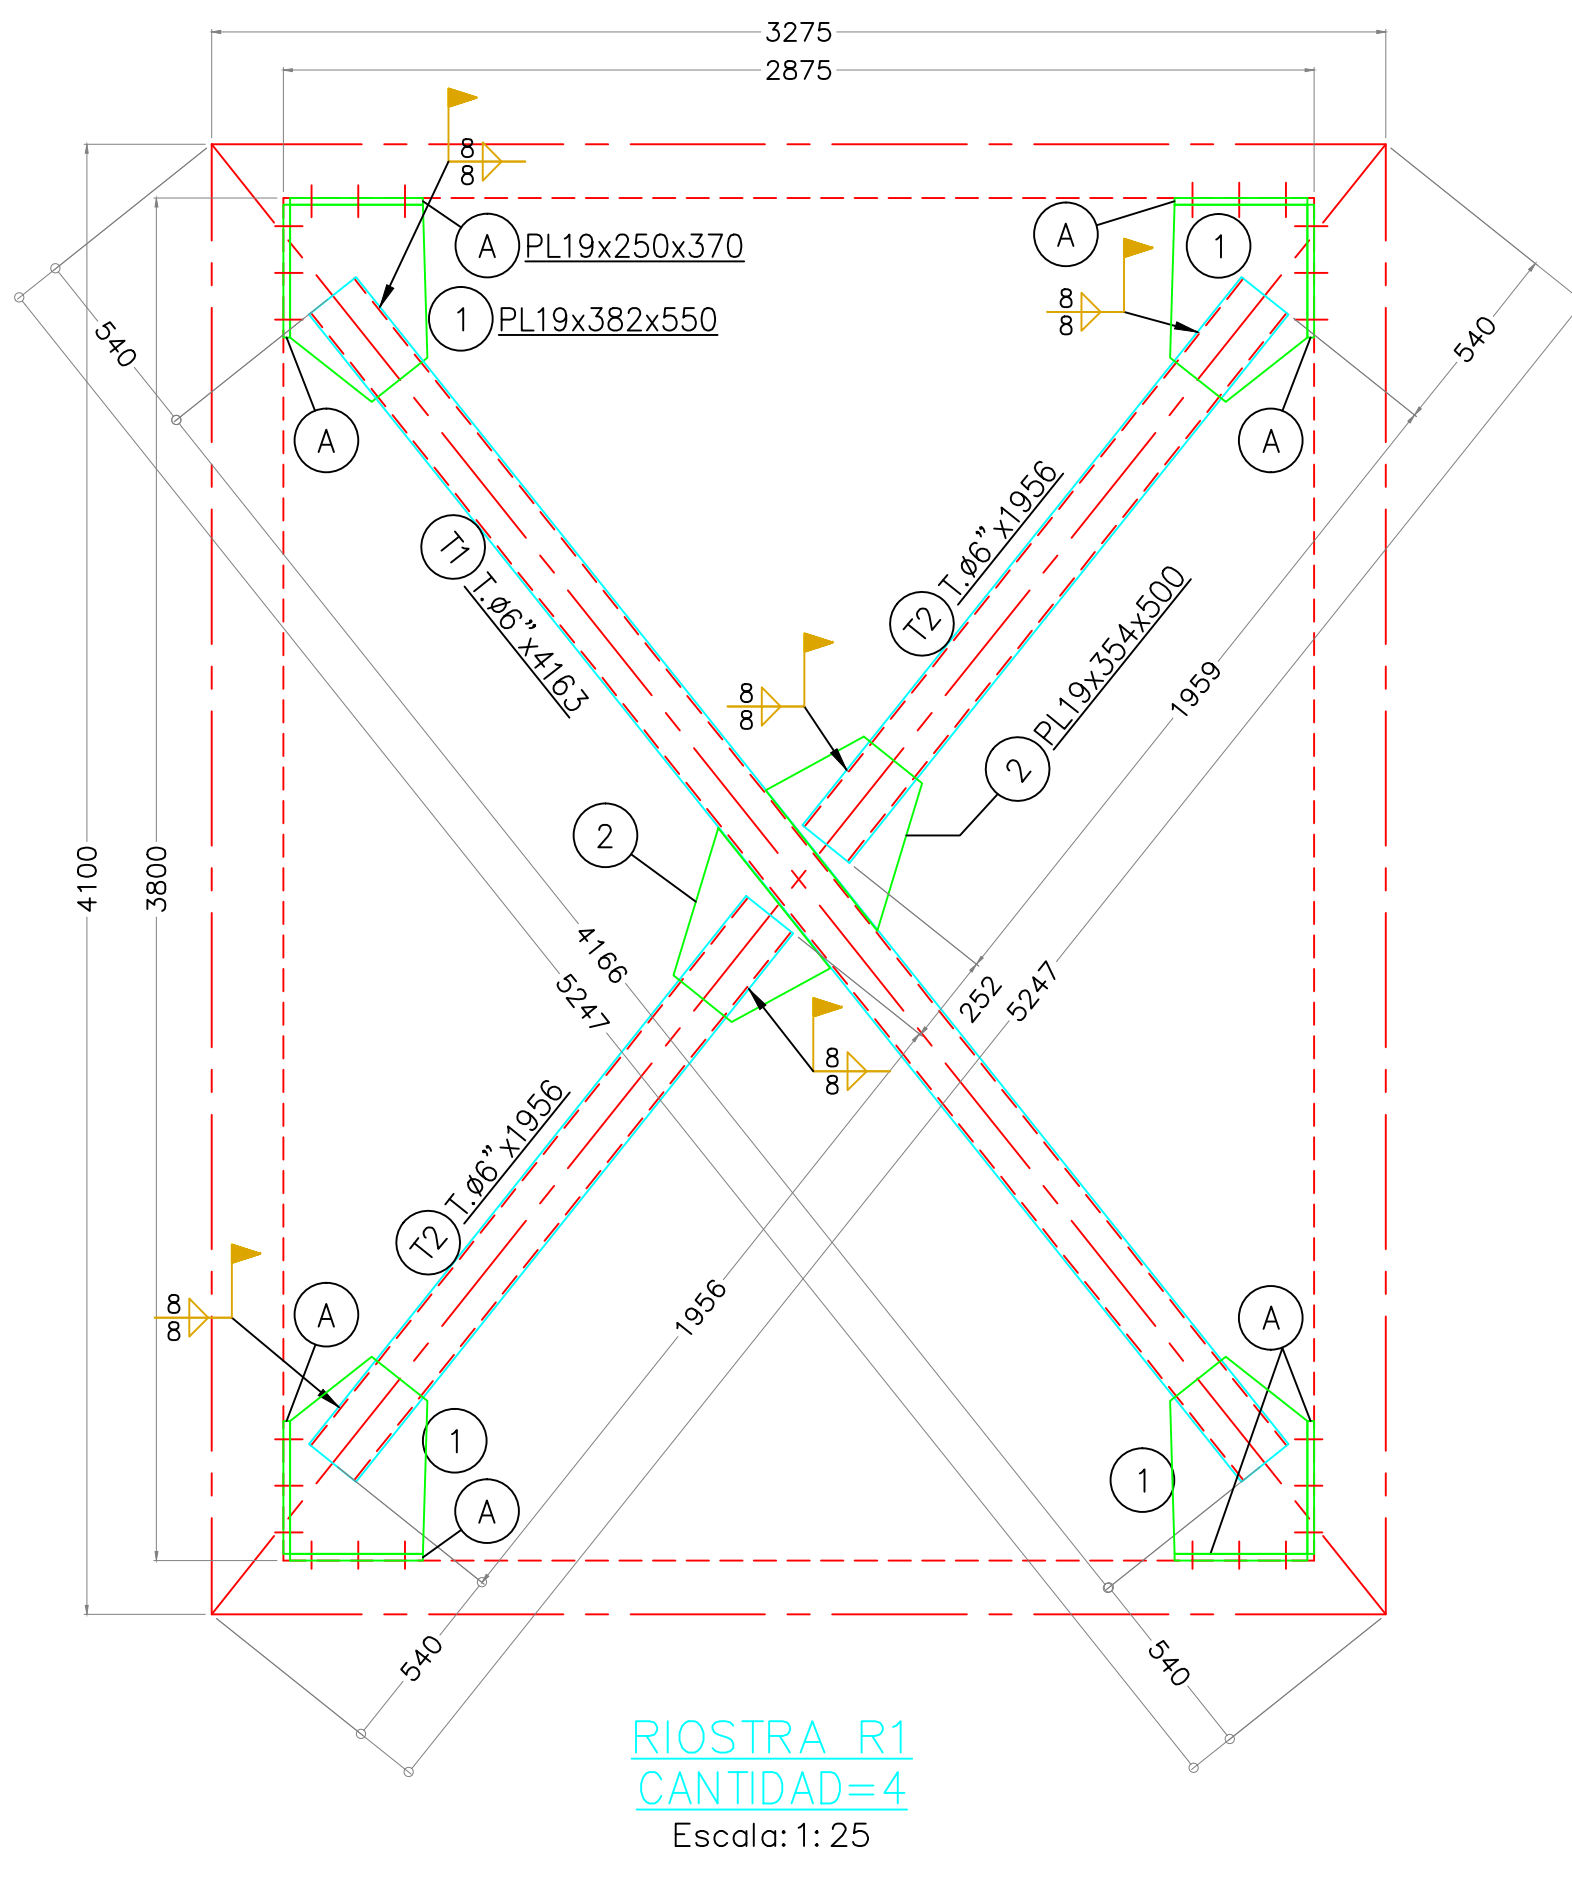 3275
2875
8
8
A PL19x250x370
A
1
8
8
1 PL19x382x550
540
540
A
A
T1 T.ø6”x4163
T2 T.ø6”x1956
2 PL19x354x500
8
8
1959
2
4100
3800
4166
5247
252
5247
8
8
T2 T.ø6”x1956
1956
8
8
A
A
1
1
A
540
540
RIOSTRA R1
CANTIDAD=4
Escala: 1: 25